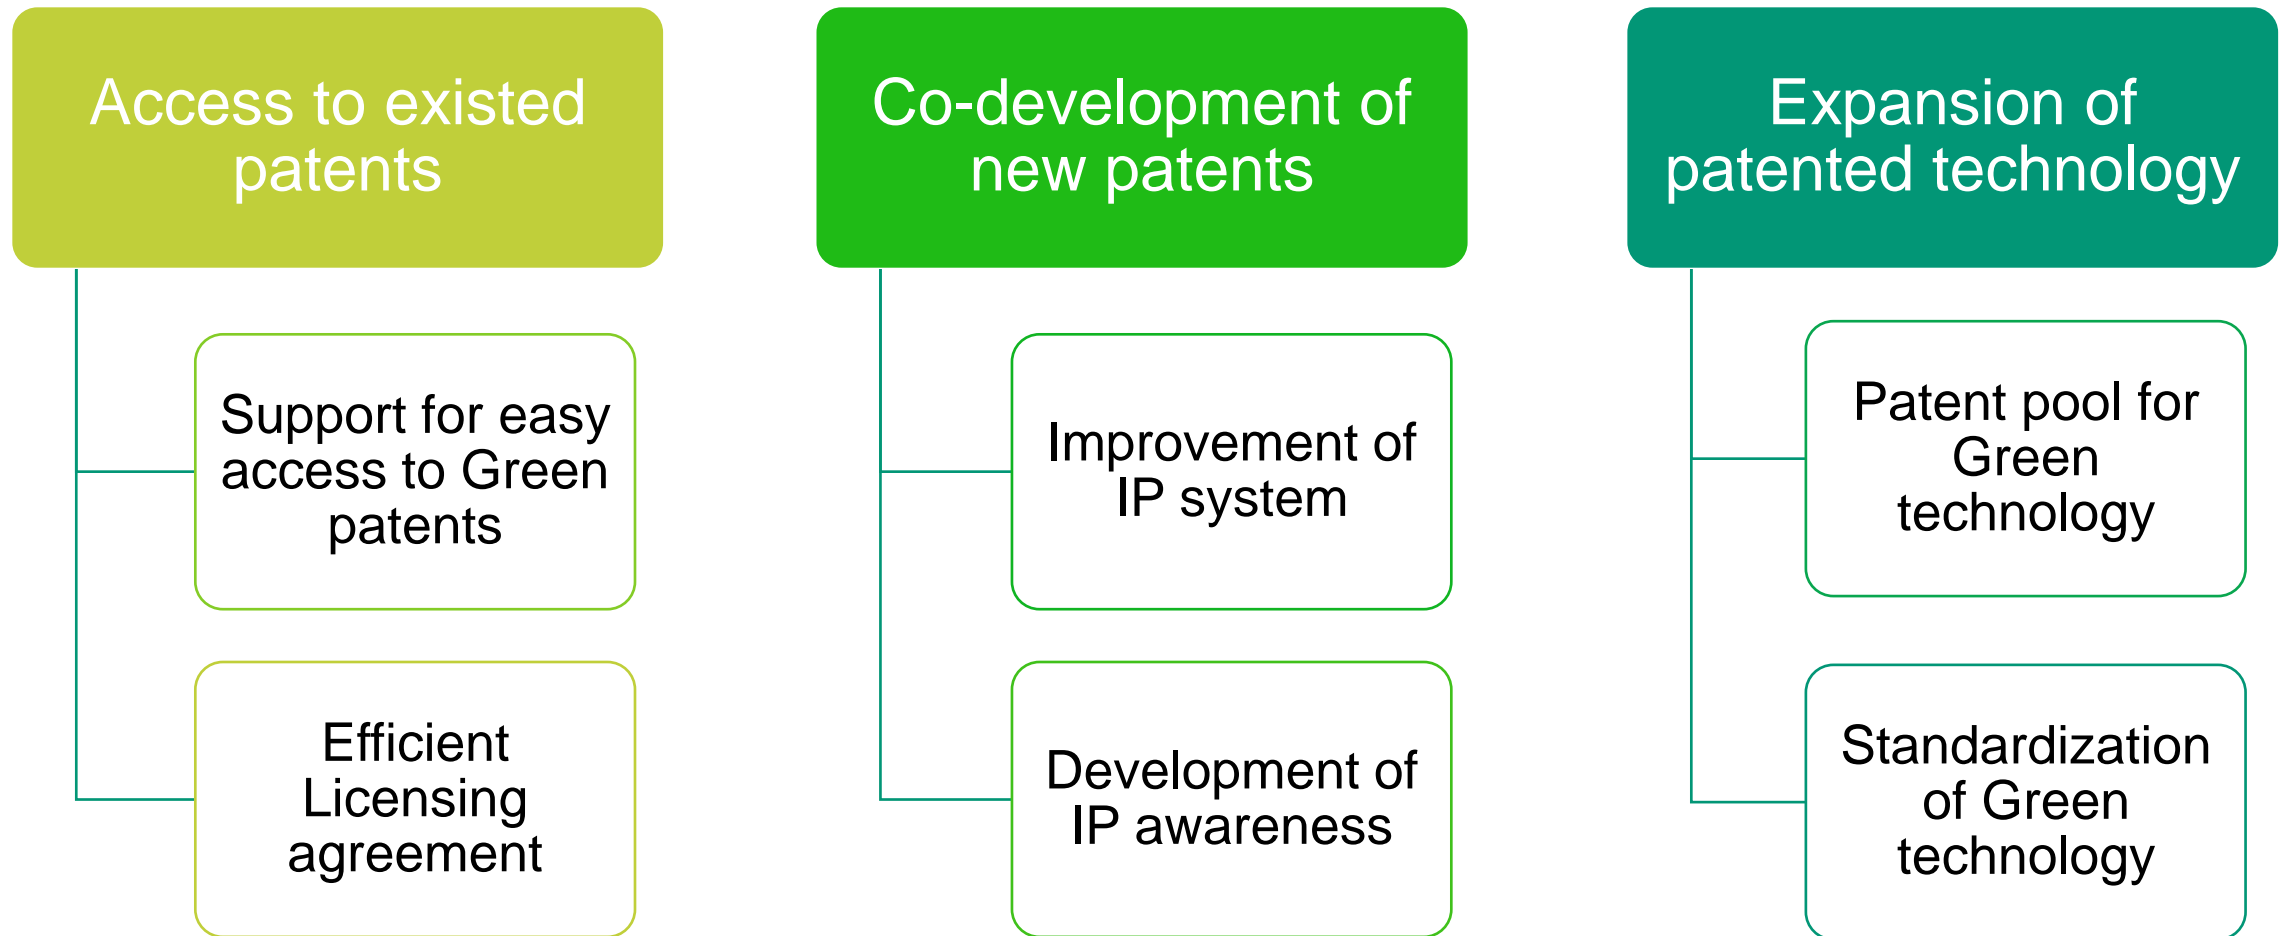 Access to existed
patents
Support for easy
access to Green
patents
Efficient
Licensing
agreement
Co-development of
new patents
Improvement of
IP system
Development of
IP awareness
Expansion of
patented technology
Patent pool for
Green
technology
Standardization
of Green
technology